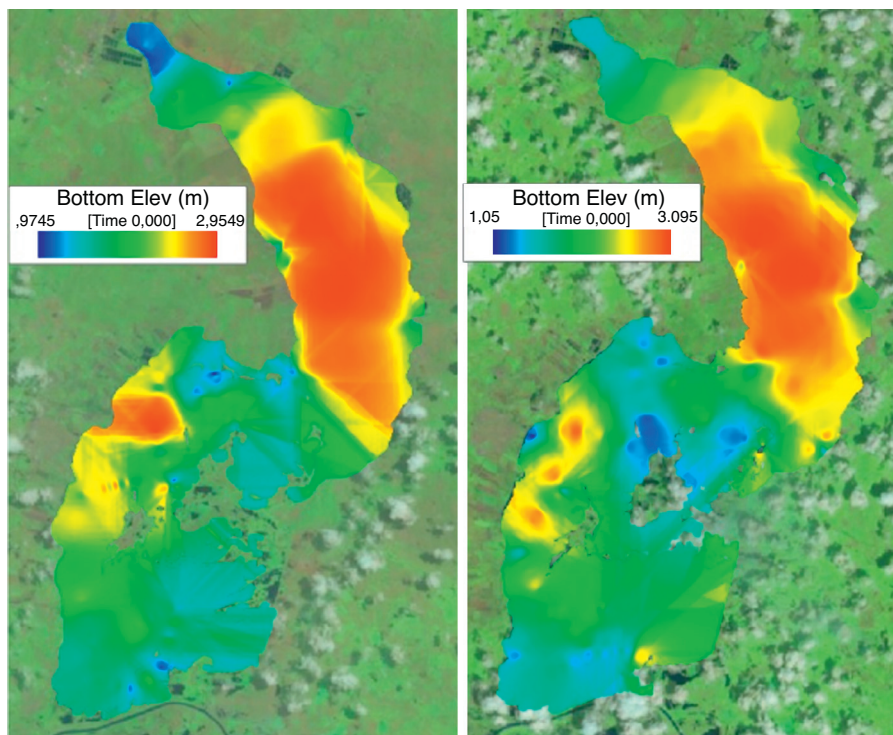 Bottom Elev (m)
,9745 [Time 0,000] 2,9549
Bottom Elev (m)
1,05 [Time 0,000] 3.095